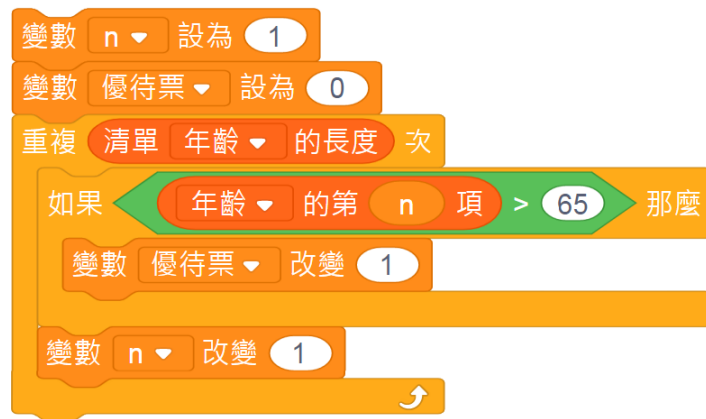 變數 n 設為 1
變數 優待票 設為 0
重複 清單 年齡 的長度 次
如果 年齡 的第 n 項 > 65 那麼
變數 優待票 改變 1
變數 n 改變 1